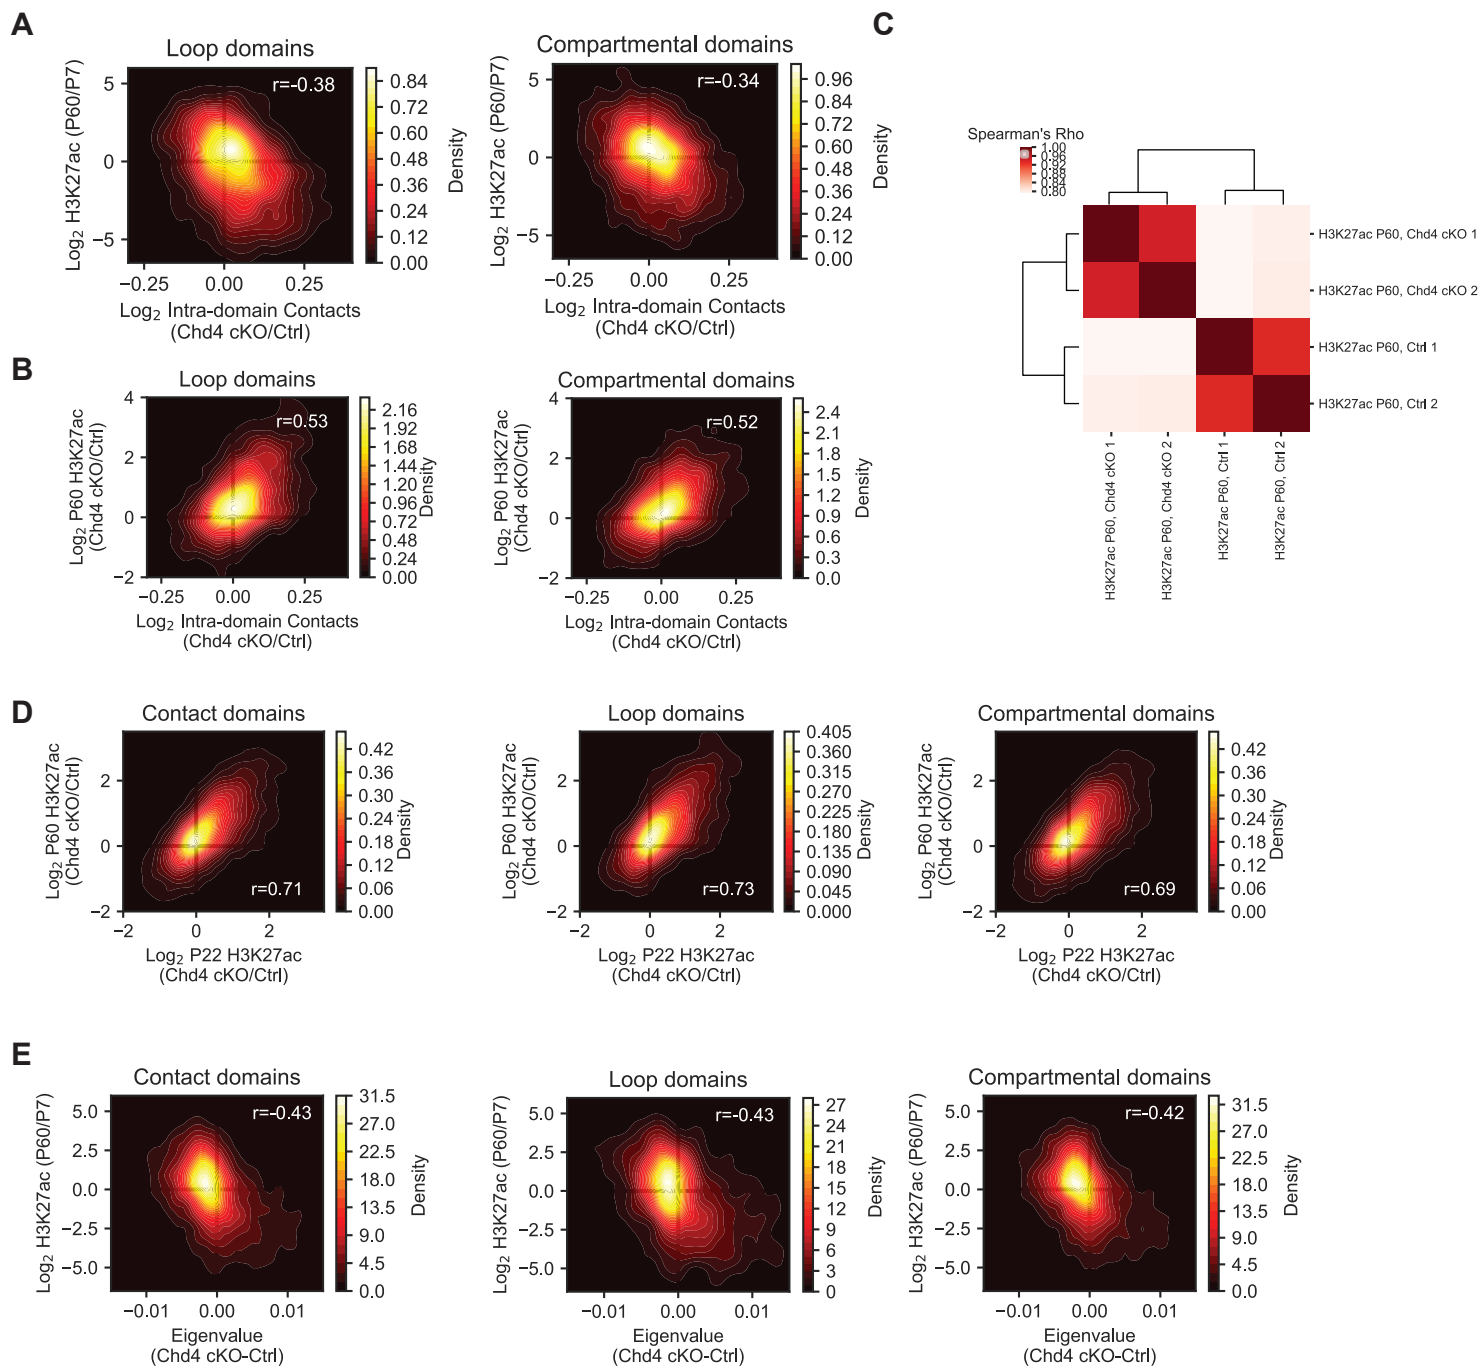 A
Loop domains
Log₂ H3K27ac (P60/P7)
5
0
−5
r=-0.38
−0.25
0.00
0.25
Log₂ Intra-domain Contacts
(Chd4 cKO/Ctrl)
0.84
0.72
0.60
0.48
0.36
0.24
0.12
0.00
Density
Compartmental domains
Log₂ H3K27ac (P60/P7)
5
0
−5
r=-0.34
−0.25
0.00
0.25
Log₂ Intra-domain Contacts
(Chd4 cKO/Ctrl)
0.96
0.84
0.72
0.60
0.48
0.36
0.24
0.12
0.00
Density
B
Loop domains
Log₂ P60 H3K27ac
(Chd4 cKO/Ctrl)
4
2
0
−2
r=0.53
−0.25
0.00
0.25
Log₂ Intra-domain Contacts
(Chd4 cKO/Ctrl)
2.16
1.92
1.68
1.44
1.20
0.96
0.72
0.48
0.24
0.00
Density
Compartmental domains
Log₂ P60 H3K27ac
(Chd4 cKO/Ctrl)
4
2
0
−2
r=0.52
−0.25
0.00
0.25
Log₂ Intra-domain Contacts
(Chd4 cKO/Ctrl)
2.4
2.1
1.8
1.5
1.2
0.9
0.6
0.3
0.0
Density
C
Spearman's Rho
1.00
0.96
0.92
0.88
0.84
0.80
H3K27ac P60, Chd4 cKO 1
H3K27ac P60, Chd4 cKO 2
H3K27ac P60, Ctrl 1
H3K27ac P60, Ctrl 2
H3K27ac P60, Chd4 cKO 1
H3K27ac P60, Chd4 cKO 2
H3K27ac P60, Ctrl 1
H3K27ac P60, Ctrl 2
D
Contact domains
Log₂ P60 H3K27ac
(Chd4 cKO/Ctrl)
2
0
−2
r=0.71
−2
0
2
Log₂ P22 H3K27ac
(Chd4 cKO/Ctrl)
0.42
0.36
0.30
0.24
0.18
0.12
0.06
0.00
Density
Loop domains
Log₂ P60 H3K27ac
(Chd4 cKO/Ctrl)
2
0
−2
r=0.73
−2
0
2
Log₂ P22 H3K27ac
(Chd4 cKO/Ctrl)
0.405
0.360
0.315
0.270
0.225
0.180
0.135
0.090
0.045
0.000
Density
Compartmental domains
Log₂ P60 H3K27ac
(Chd4 cKO/Ctrl)
2
0
−2
r=0.69
−2
0
2
Log₂ P22 H3K27ac
(Chd4 cKO/Ctrl)
0.42
0.36
0.30
0.24
0.18
0.12
0.06
0.00
Density
E
Contact domains
Log₂ H3K27ac (P60/P7)
5.0
2.5
0.0
−2.5
−5.0
r=-0.43
−0.01
0.00
0.01
Eigenvalue
(Chd4 cKO-Ctrl)
31.5
27.0
22.5
18.0
13.5
9.0
4.5
0.0
Density
Loop domains
Log₂ H3K27ac (P60/P7)
5.0
2.5
0.0
−2.5
−5.0
r=-0.43
−0.01
0.00
0.01
Eigenvalue
(Chd4 cKO-Ctrl)
27
24
21
18
15
12
9
6
3
0
Density
Compartmental domains
Log₂ H3K27ac (P60/P7)
5.0
2.5
0.0
−2.5
−5.0
r=-0.42
−0.01
0.00
0.01
Eigenvalue
(Chd4 cKO-Ctrl)
31.5
27.0
22.5
18.0
13.5
9.0
4.5
0.0
Density